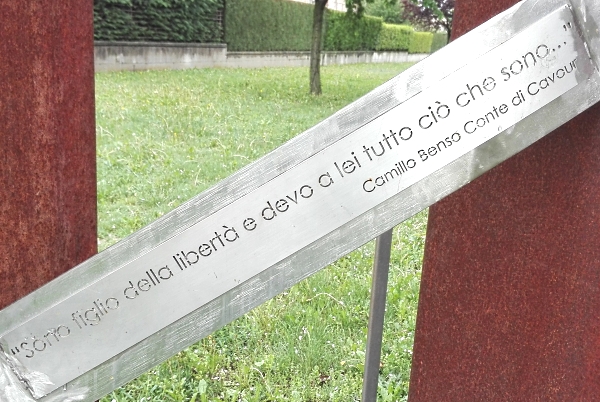 "Sono figlio della libertà e devo a lei tutto ciò che sono..."
Camillo Benso Conte di Cavour